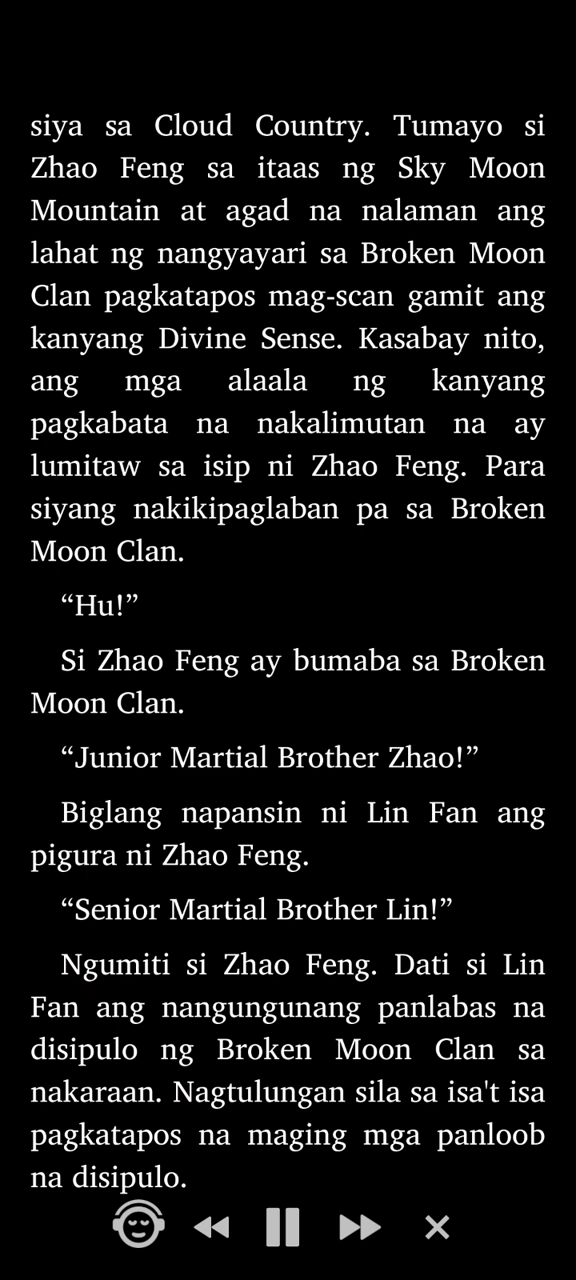 siya sa Cloud Country. Tumayo si
Zhao Feng sa itaas ng Sky Moon
Mountain at agad na nalaman ang
lahat ng nangyayari sa Broken Moon
Clan pagkatapos mag-scan gamit ang
kanyang Divine Sense. Kasabay nito,
ang mga alaala ng kanyang
pagkabata na nakalimutan na ay
lumitaw sa isip ni Zhao Feng. Para
siyang nakikipaglaban pa sa Broken
Moon Clan.
“Hu!”
Si Zhao Feng ay bumaba sa Broken
Moon Clan.
“Junior Martial Brother Zhao!”
Biglang napansin ni Lin Fan ang
pigura ni Zhao Feng.
“Senior Martial Brother Lin!”
Ngumiti si Zhao Feng. Dati si Lin
Fan ang nangungunang panlabas na
disipulo ng Broken Moon Clan sa
nakaraan. Nagtulungan sila sa isa't isa
pagkatapos na maging mga panloob
na disipulo.